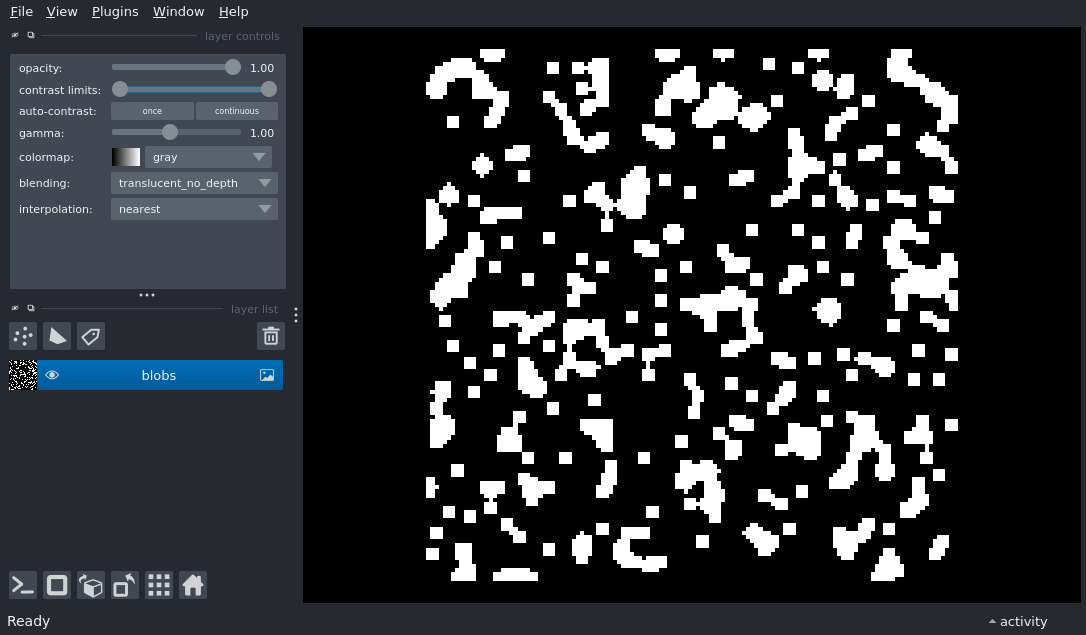 File View Plugins Window Help
layer controls
opacity: 1.00
contrast limits:
auto-contrast: once continuous
gamma: 1.00
colormap: gray
blending: translucent_no_depth
interpolation: nearest
layer list
blobs
Ready
activity